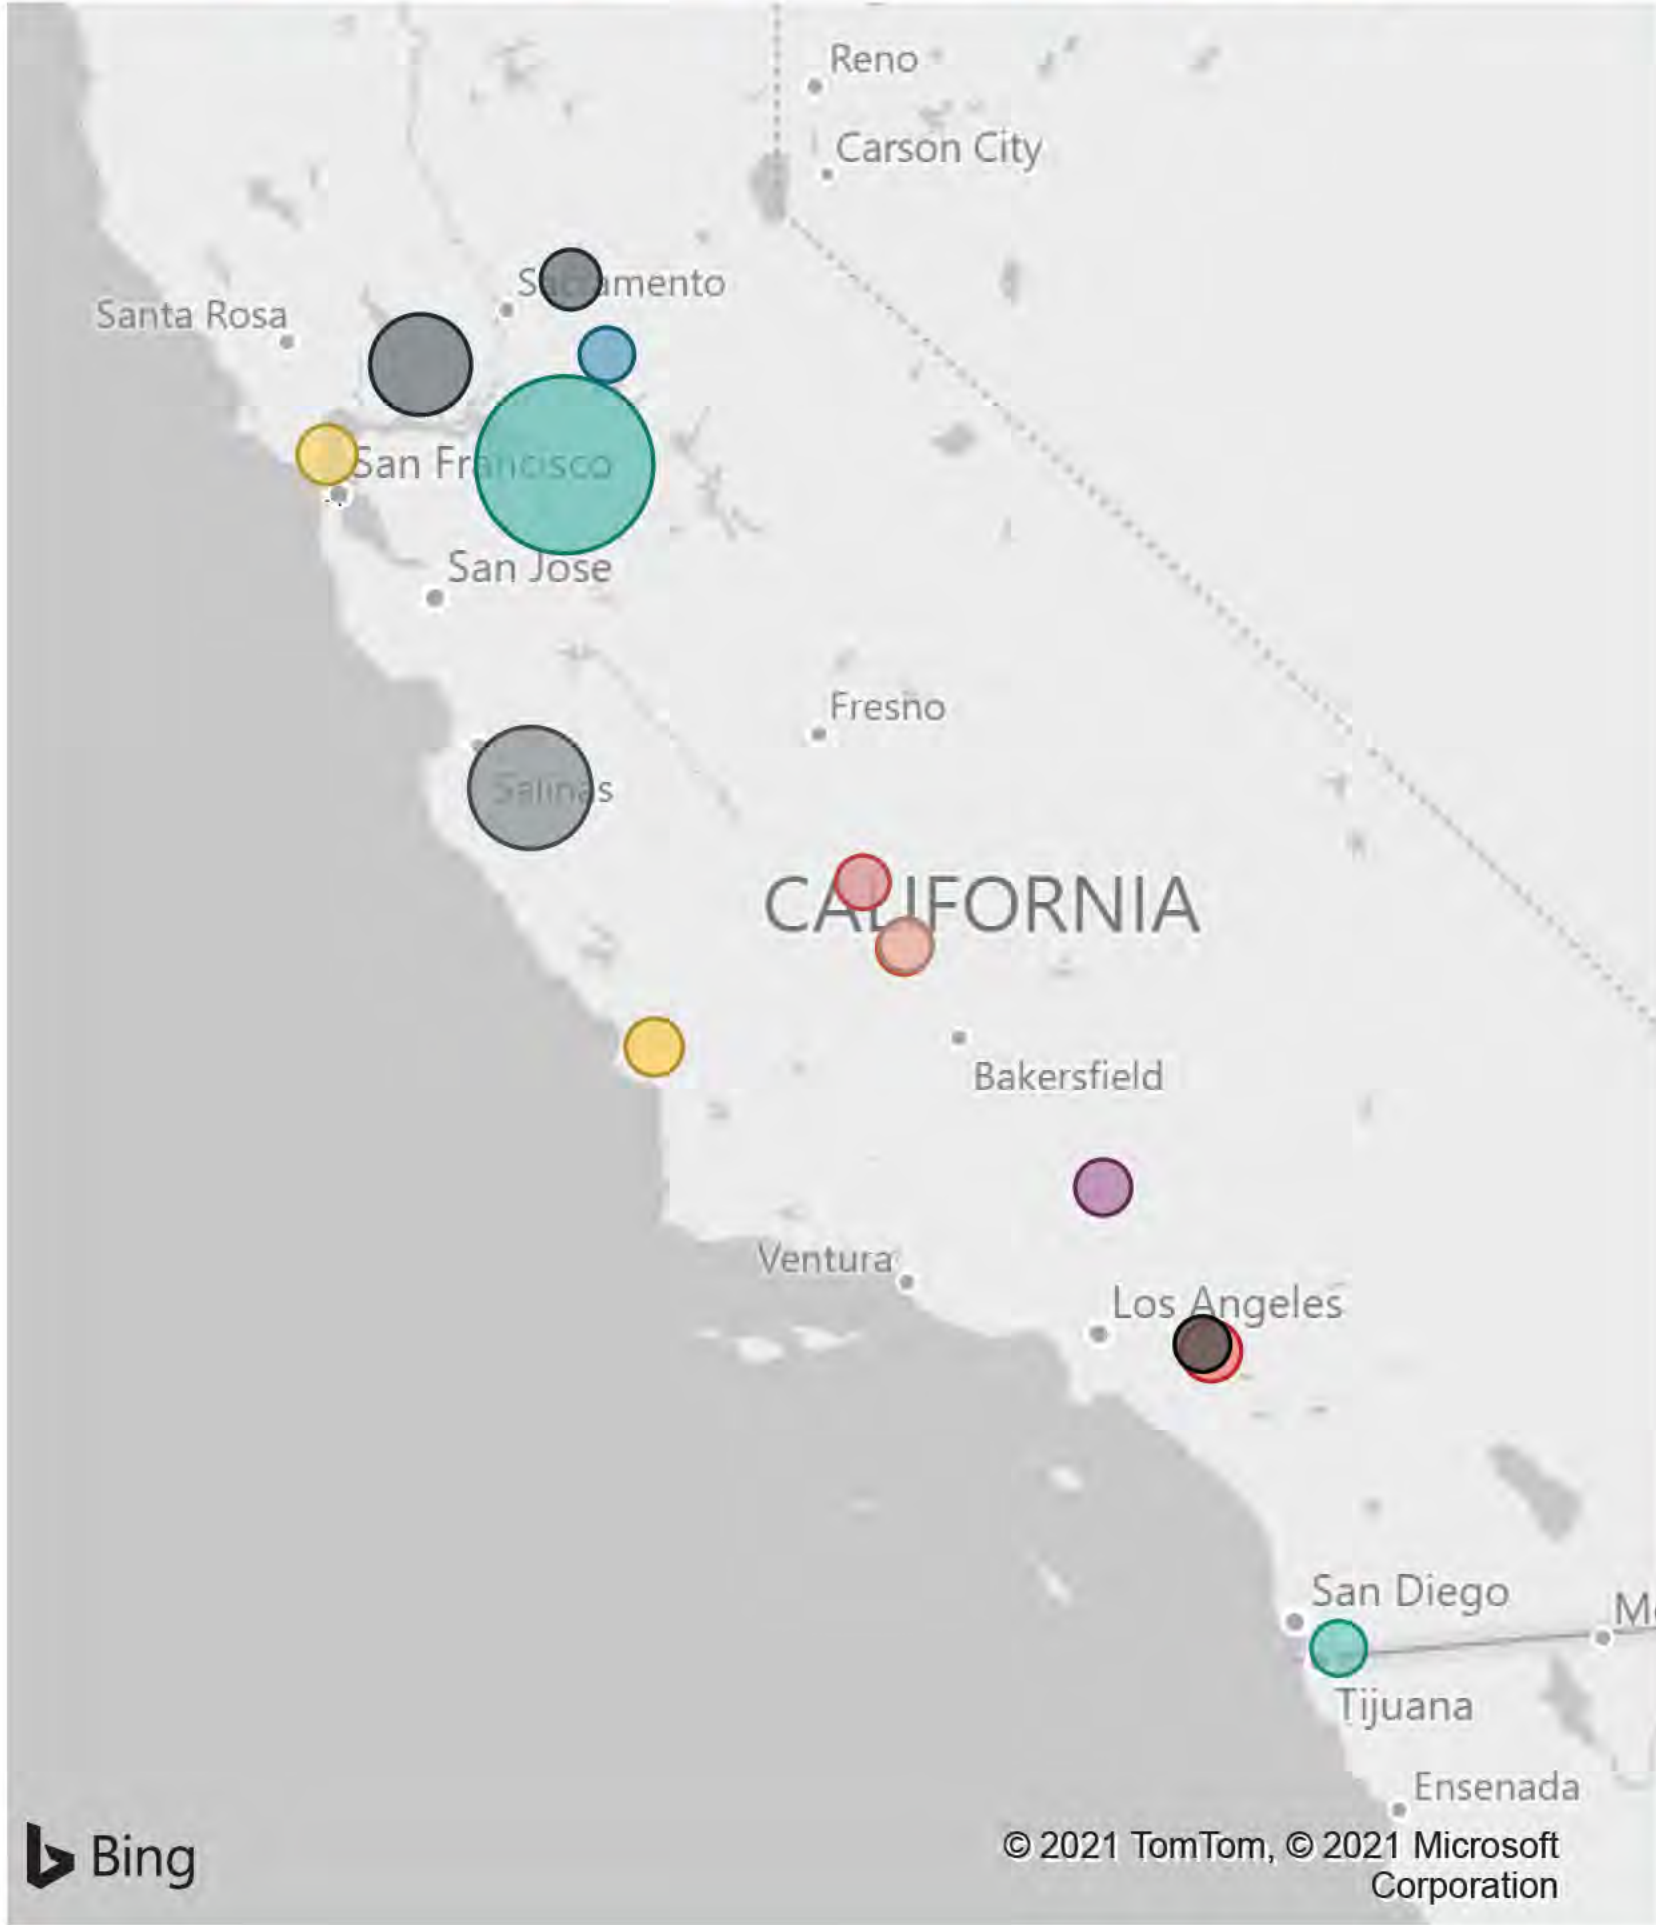 Reno
Carson City
Sacramento
Santa Rosa
San Francisco
San Jose
Fresno
Salinas
CALIFORNIA
Bakersfield
Ventura
Los Angeles
San Diego
M
Tijuana
Ensenada
Bing
© 2021 TomTom, © 2021 Microsoft
Corporation